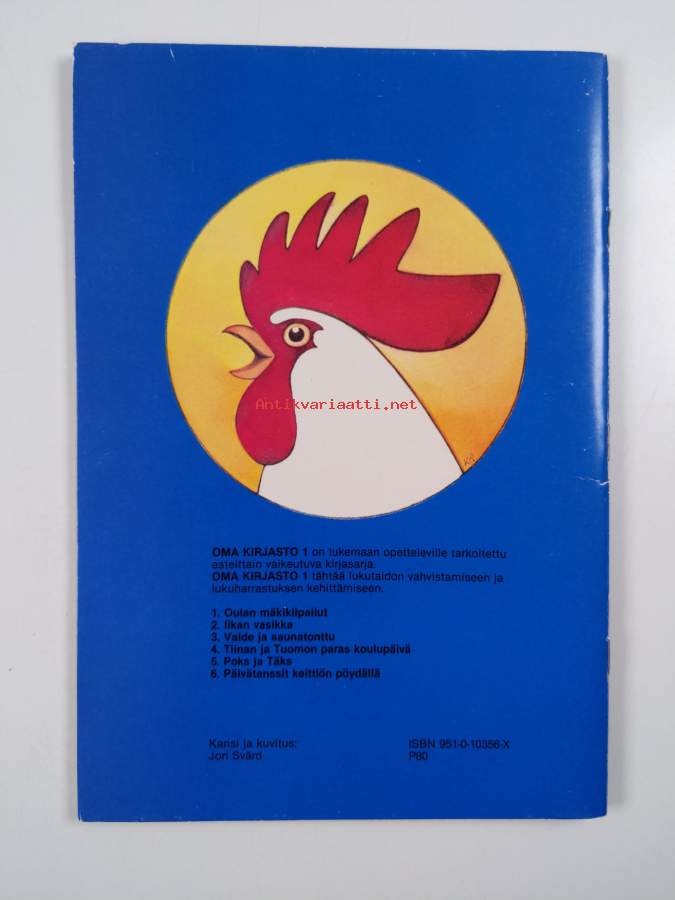 Antikvariaatti.net
KA
OMA KIRJASTO 1 on lukemaan opetteleville tarkoitettu
asteittain vaikeutuva kirjasarja.
OMA KIRJASTO 1 tähtää lukutaidon vahvistamiseen ja
lukuharrastuksen kehittämiseen.
1. Oulan mäkikilpailut
2. Iikan vasikka
3. Valde ja saunatonttu
4. Tiinan ja Tuomon paras koulupäivä
5. Poks ja Täks
6. Päivätanssit keittiön pöydällä
Kansi ja kuvitus:
Jori Svärd
ISBN 951-0-10356-X
P80